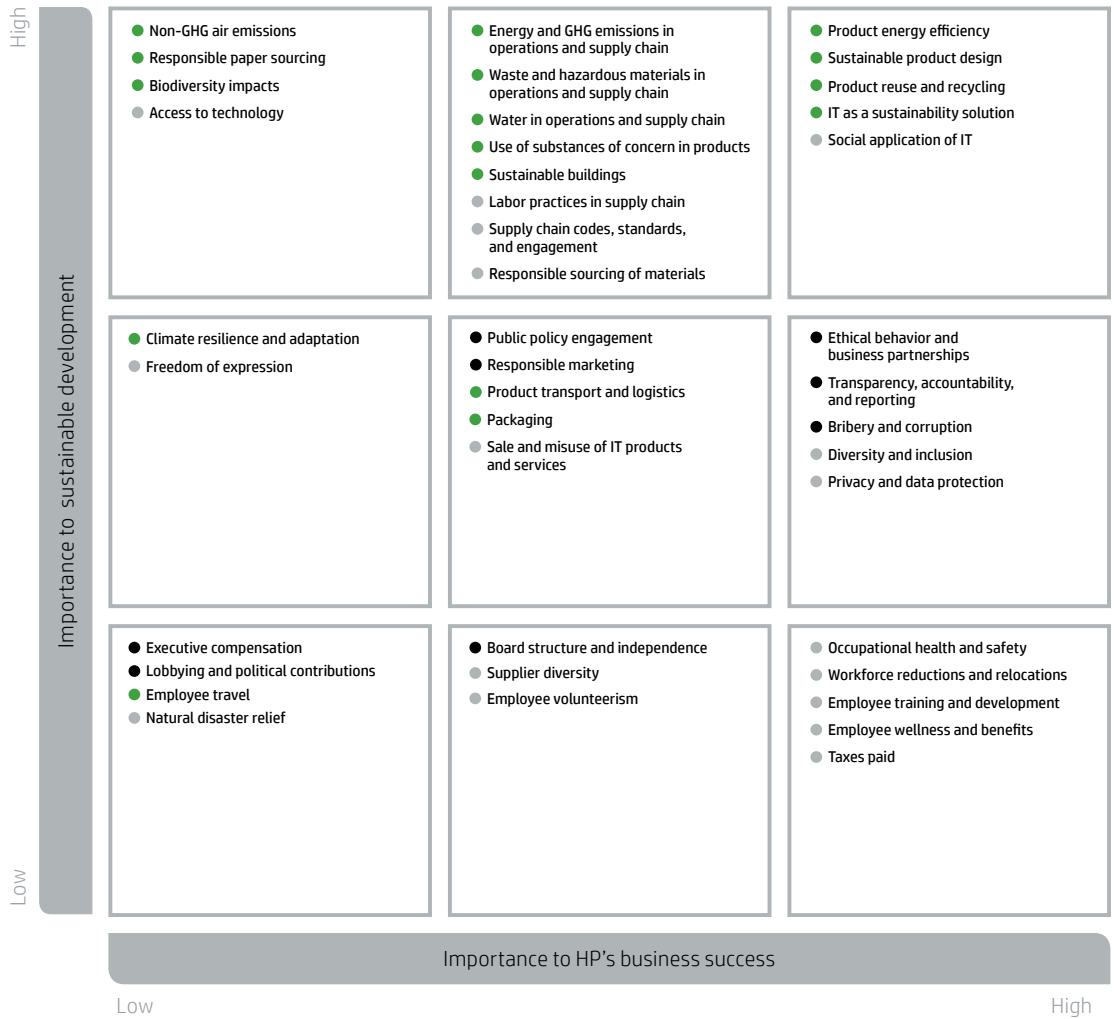 High
Importance to sustainable development
Low
Non-GHG air emissions
Responsible paper sourcing
Biodiversity impacts
Access to technology
Energy and GHG emissions in
operations and supply chain
Waste and hazardous materials in
operations and supply chain
Water in operations and supply chain
Use of substances of concern in products
Sustainable buildings
Labor practices in supply chain
Supply chain codes, standards,
and engagement
Responsible sourcing of materials
Product energy efficiency
Sustainable product design
Product reuse and recycling
IT as a sustainability solution
Social application of IT
Climate resilience and adaptation
Freedom of expression
Public policy engagement
Responsible marketing
Product transport and logistics
Packaging
Sale and misuse of IT products
and services
Ethical behavior and
business partnerships
Transparency, accountability,
and reporting
Bribery and corruption
Diversity and inclusion
Privacy and data protection
Executive compensation
Lobbying and political contributions
Employee travel
Natural disaster relief
Board structure and independence
Supplier diversity
Employee volunteerism
Occupational health and safety
Workforce reductions and relocations
Employee training and development
Employee wellness and benefits
Taxes paid
Importance to HP's business success
Low
High